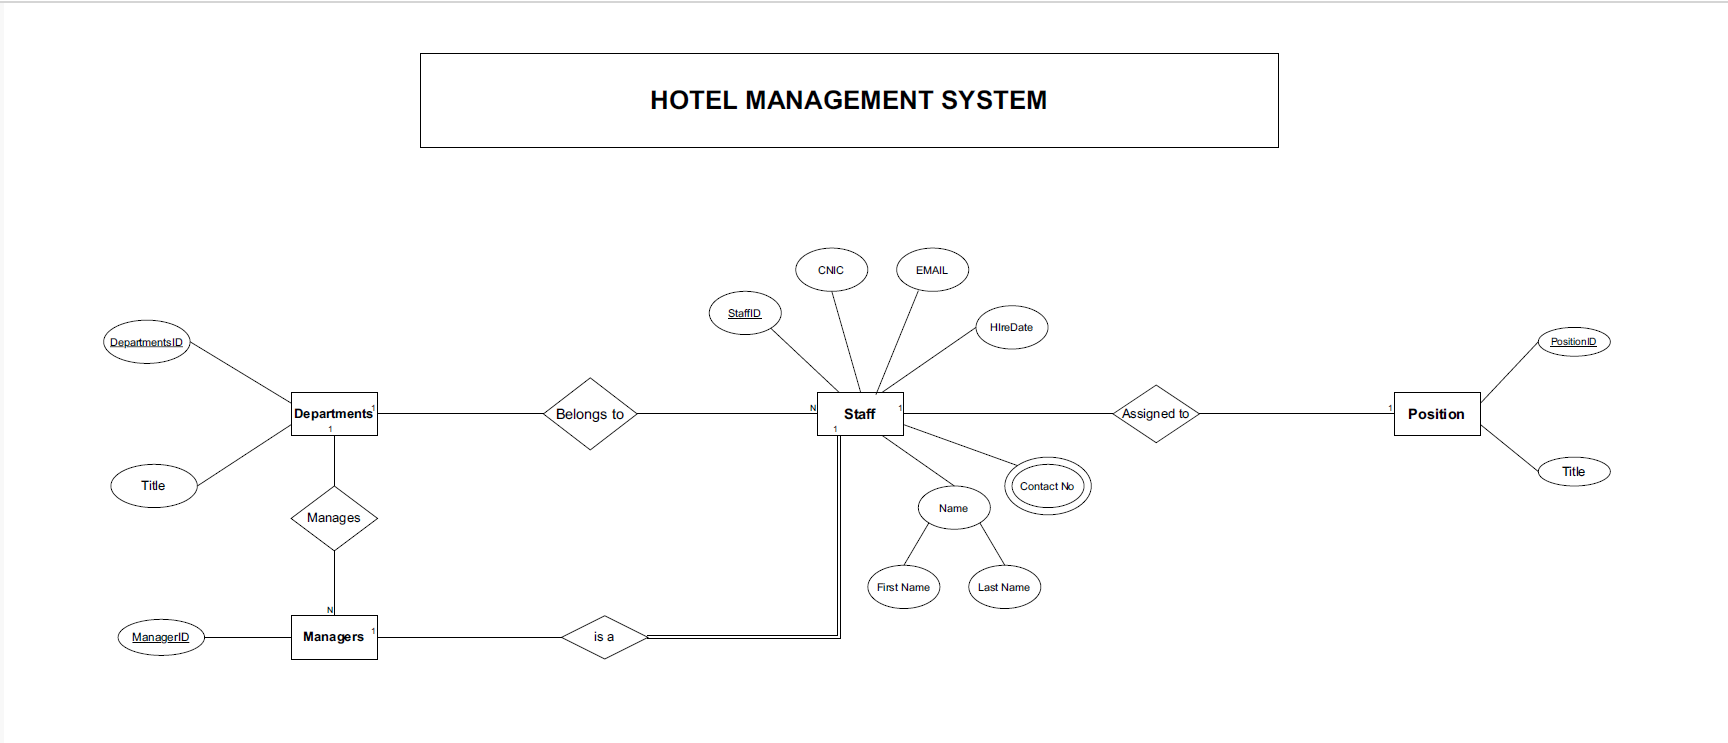 HOTEL MANAGEMENT SYSTEM
CNIC
EMAIL
StaffID
HIreDate
DepartmentsID
PositionID
Departments
1
Belongs to
N
Staff
1
Assigned to
1
Position
1
1
Title
Contact No
Title
Name
Manages
First Name
Last Name
N
ManagerID
Managers
1
is a